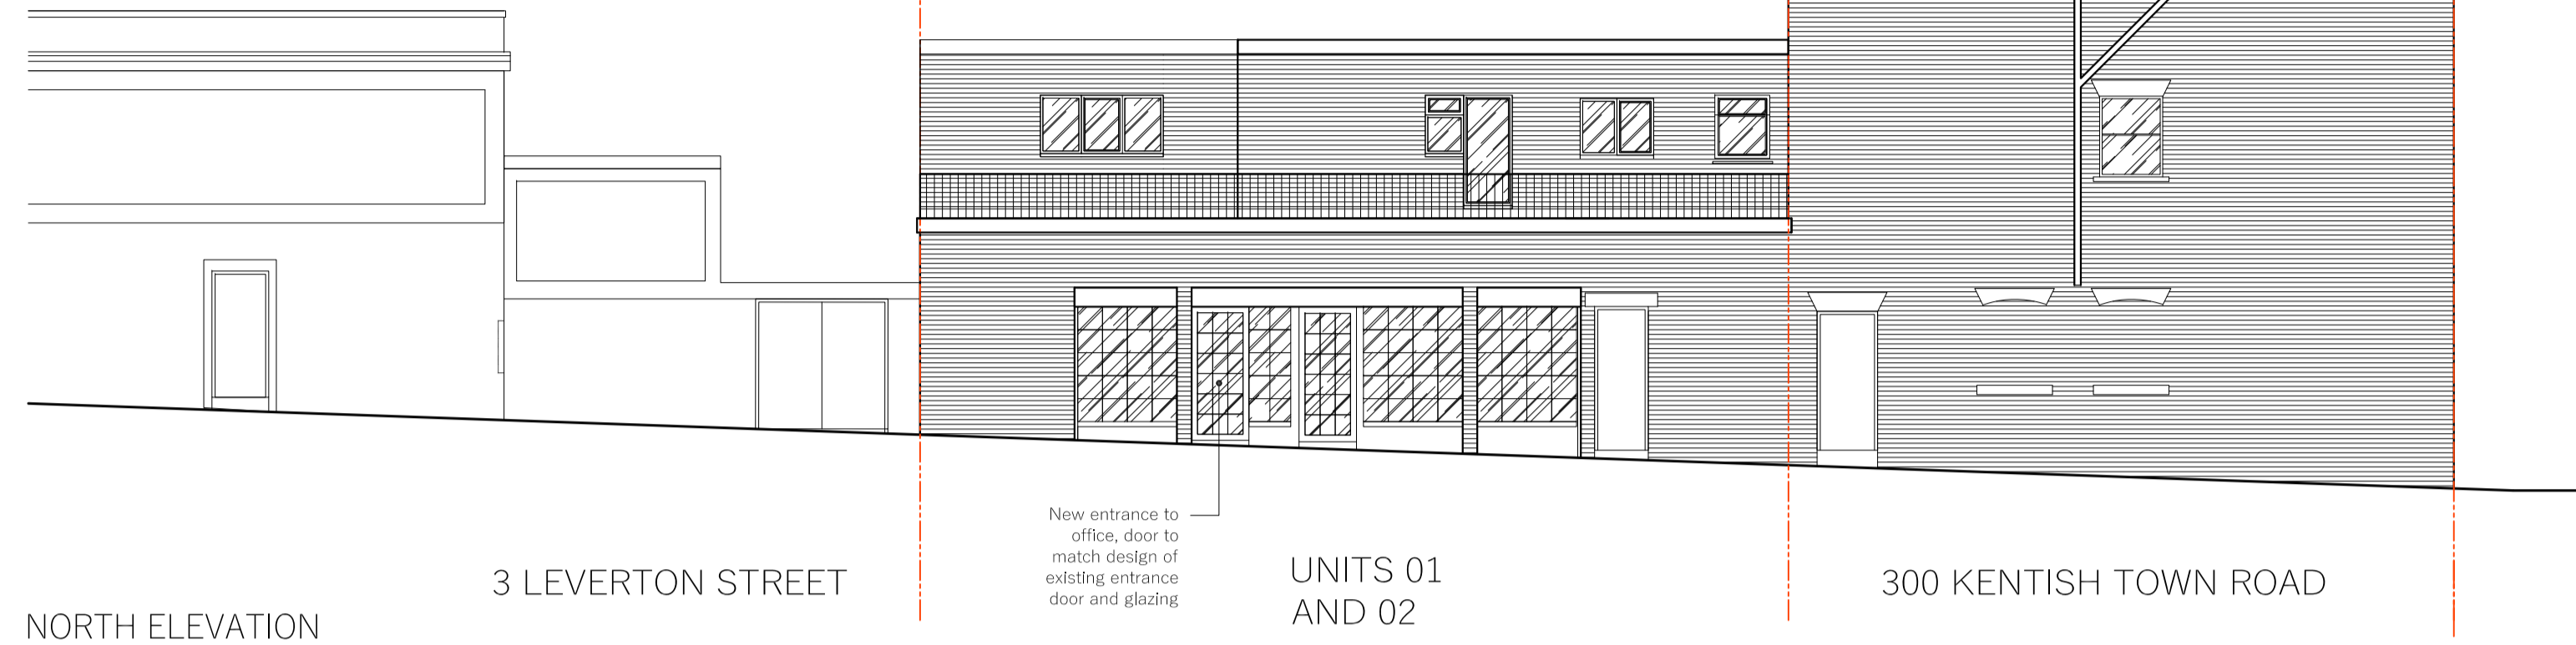 New entrance to
office, door to
match design of
existing entrance
door and glazing
3 LEVERTON STREET
UNITS 01
AND 02
300 KENTISH TOWN ROAD
NORTH ELEVATION